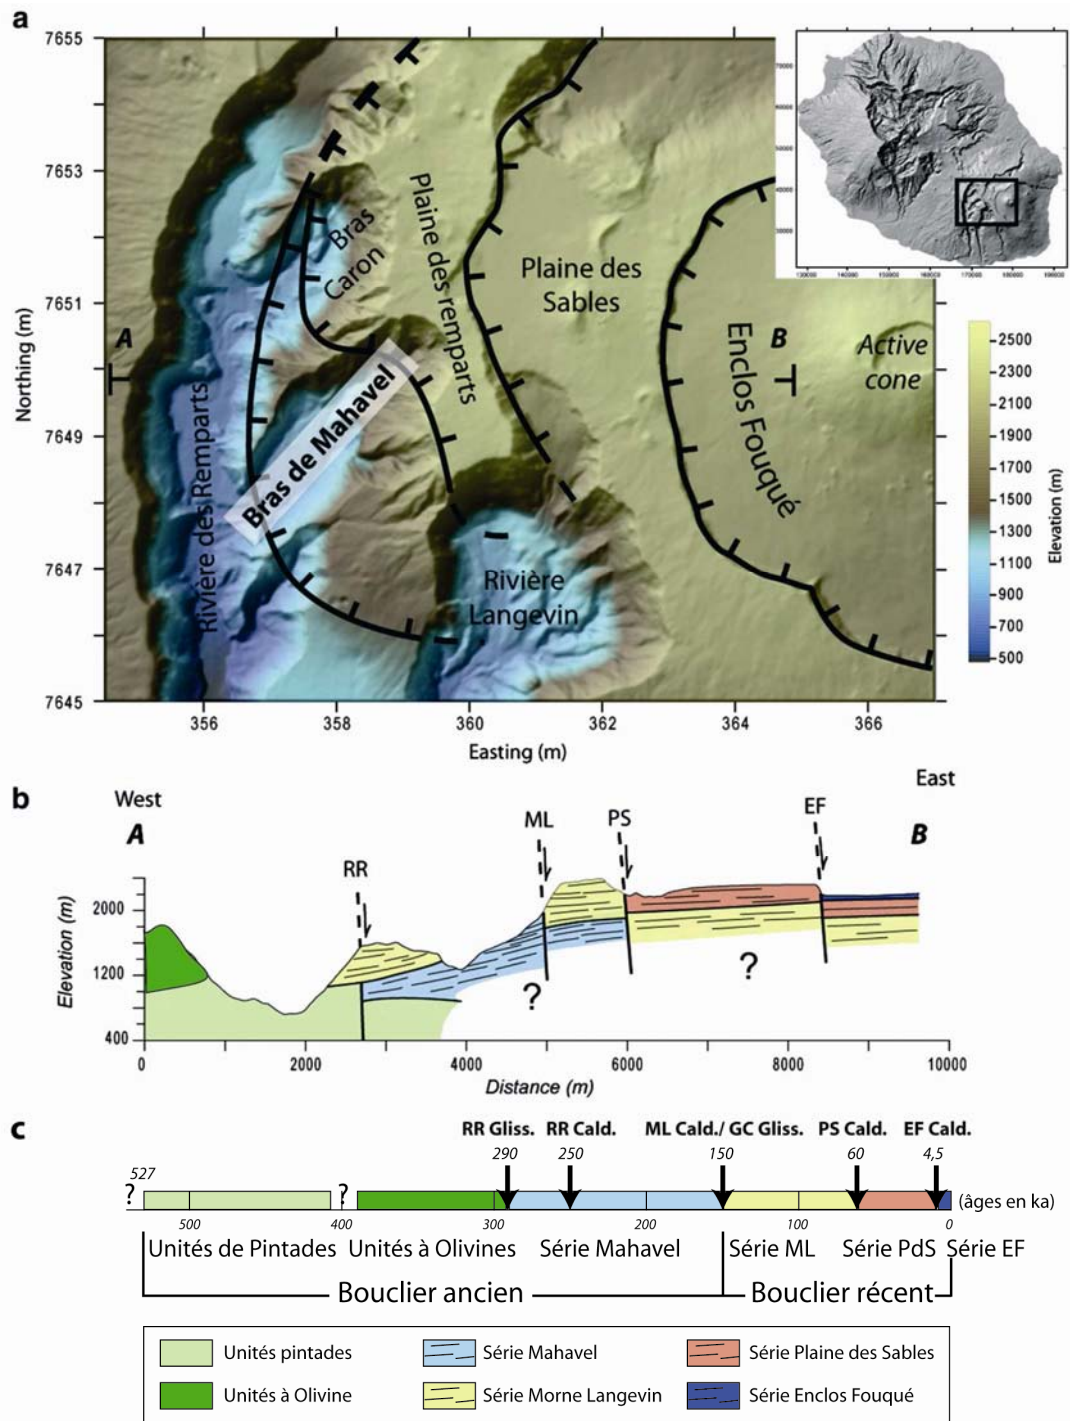 a
7655
7653
7651
7649
7647
7645
Northing (m)
356
358
360
362
364
366
Easting (m)
A
B
Bras
Caron
Plaine des remparts
Plaine des
Sables
Enclos Fouqué
Active
cone
Rivière des Remparts
Bras de Mahavel
Rivière
Langevin
2500
2300
2100
1900
1700
1500
1300
1100
900
700
500
Elevation (m)
b
West
East
A
B
RR
ML
PS
EF
2000
1200
400
Elevation (m)
?
?
0
2000
4000
6000
8000
10000
Distance (m)
c
RR Gliss.
RR Cald.
ML Cald./ GC Gliss.
PS Cald.
EF Cald.
290
250
150
60
4,5
527
?
?
(âges en ka)
500
400
300
200
100
0
Unités de Pintades
Unités à Olivines
Série Mahavel
Série ML
Série PdS
Série EF
Bouclier ancien
Bouclier récent
Unités pintades
Série Mahavel
Série Plaine des Sables
Unités à Olivine
Série Morne Langevin
Série Enclos Fouqué